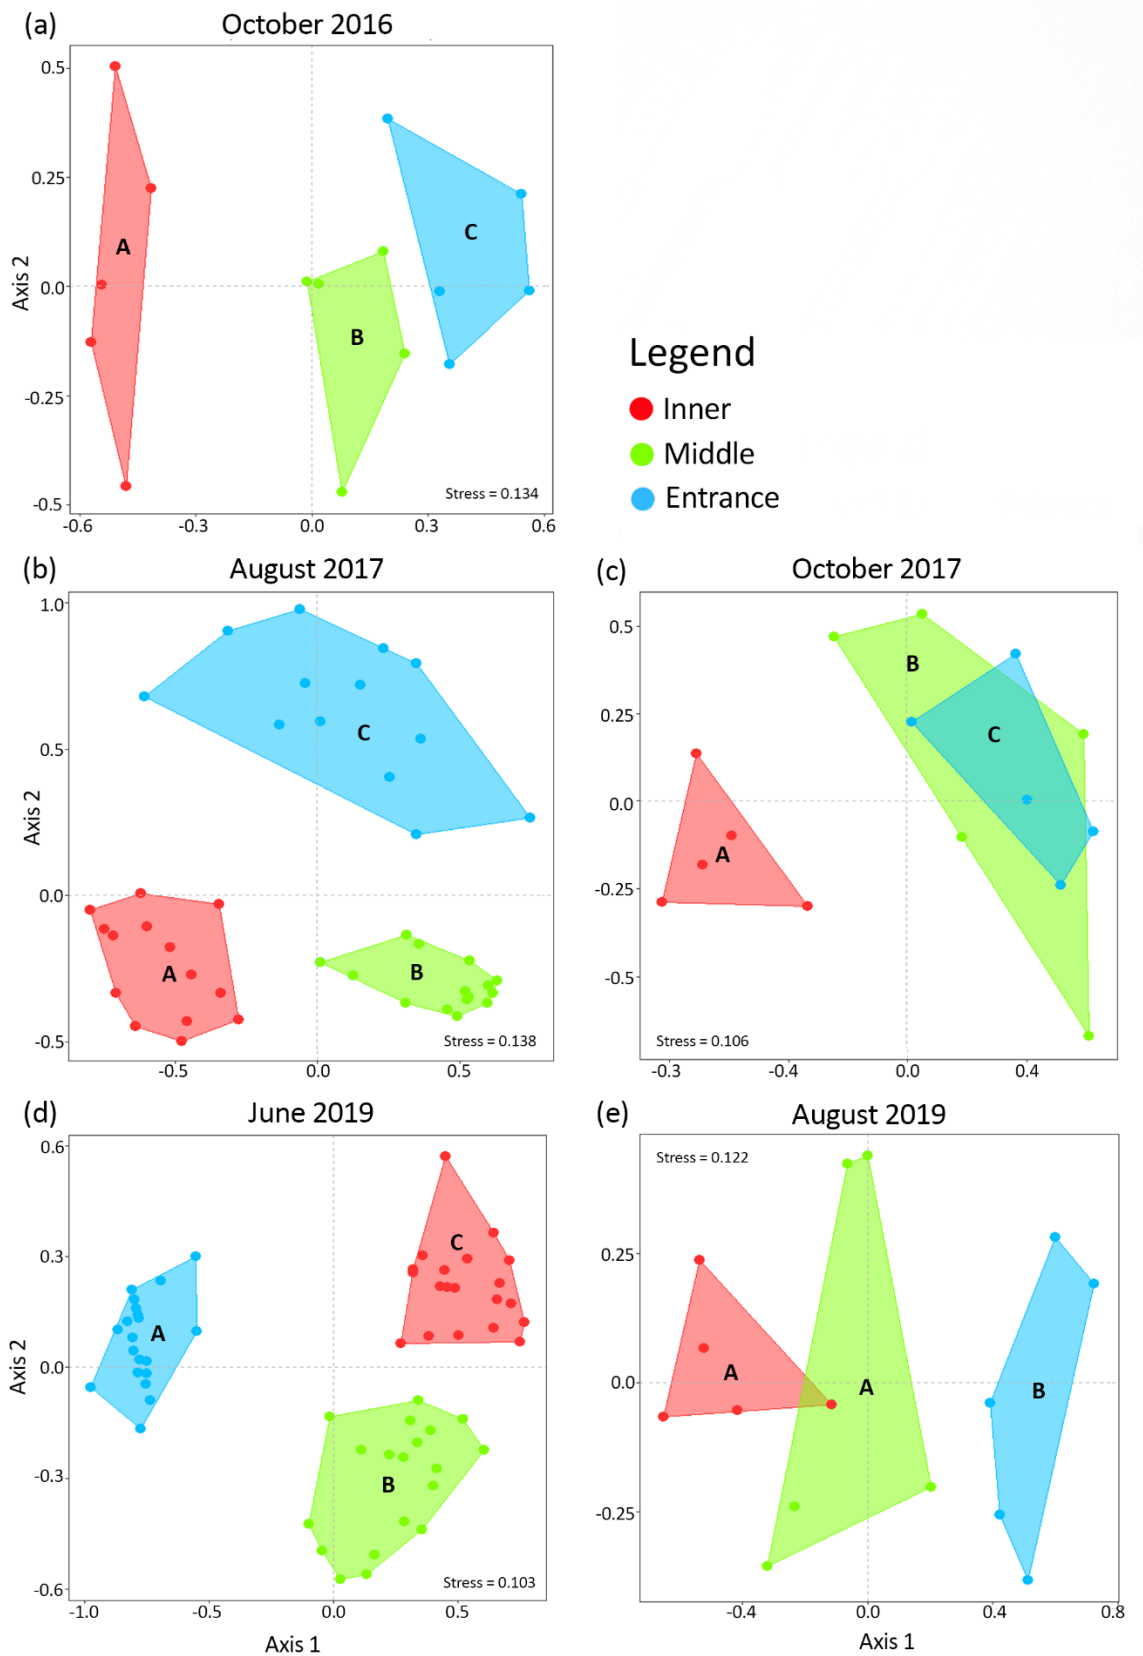 (a) October 2016
Axis 2
0.5
0.25
0.0
-0.25
-0.5
A
B
C
Stress = 0.134
-0.6 -0.3 0.0 0.3 0.6
Legend
Inner
Middle
Entrance
(b) August 2017
Axis 2
1.0
0.5
0.0
-0.5
C
A
B
Stress = 0.138
-0.5 0.0 0.5
(c) October 2017
0.5
0.25
0.0
-0.25
-0.5
B
C
A
Stress = 0.106
-0.3 -0.4 0.0 0.4
(d) June 2019
Axis 2
0.6
0.3
0.0
-0.3
-0.6
C
A
B
Stress = 0.103
-1.0 -0.5 0.0 0.5
Axis 1
(e) August 2019
Stress = 0.122
0.25
0.0
-0.25
A
A
B
-0.4 0.0 0.4 0.8
Axis 1